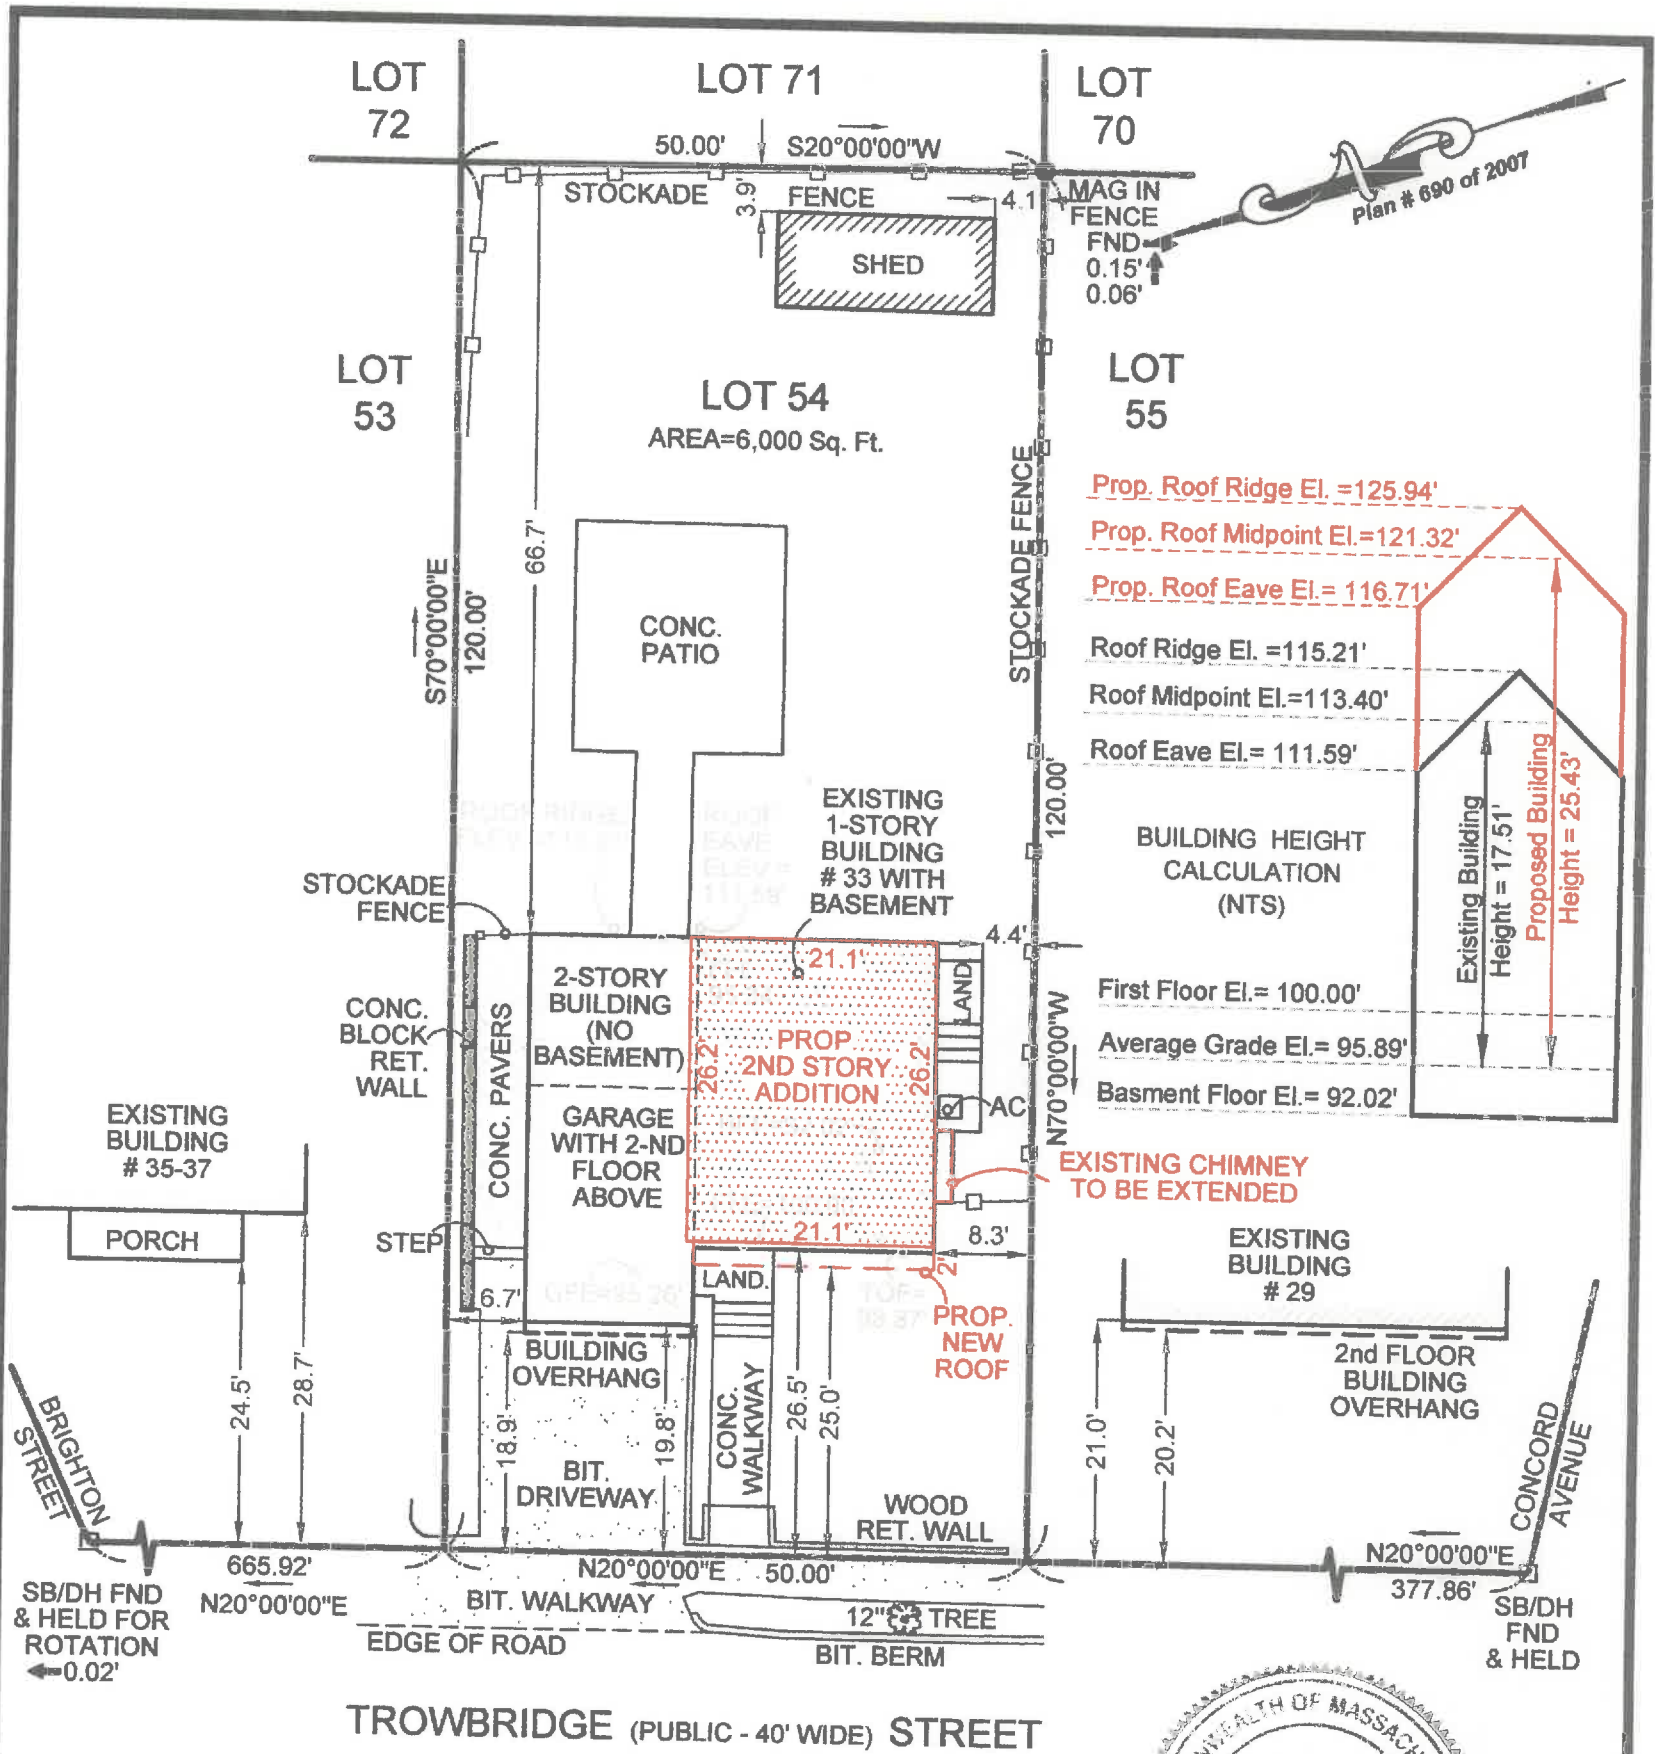 LOT
72
LOT 71
LOT
70
50.00'
S20°00'00"W
STOCKADE
FENCE
3.9'
4.1'
MAG IN
FENCE
FND
0.15'
0.06'
Plan # 690 of 2007
SHED
LOT
53
LOT 54
AREA=6,000 Sq. Ft.
LOT
55
66.7'
S70°00'00"E
120.00'
STOCKADE FENCE
CONC.
PATIO
Prop. Roof Ridge El. =125.94'
Prop. Roof Midpoint El.=121.32'
Prop. Roof Eave El.= 116.71'
Roof Ridge El. =115.21'
Roof Midpoint El.=113.40'
Roof Eave El.= 111.59'
BUILDING HEIGHT
CALCULATION
(NTS)
Existing Building
Height = 17.51'
Proposed Building
Height = 25.43'
First Floor El.= 100.00'
Average Grade El.= 95.89'
Basment Floor El.= 92.02'
120.00'
N70°00'00"W
EXISTING
1-STORY
BUILDING
# 33 WITH
BASEMENT
ROOF
EAVE
ELEV =
STOCKADE
FENCE
4.4'
CONC.
BLOCK
RET.
WALL
CONC. PAVERS
2-STORY
BUILDING
(NO
BASEMENT)
GARAGE
WITH 2-ND
FLOOR
ABOVE
21.1'
26.2'
PROP.
2ND STORY
ADDITION
26.2'
21.1'
LAND
AC
EXISTING CHIMNEY
TO BE EXTENDED
EXISTING
BUILDING
# 35-37
PORCH
STEP
8.3'
2'
LAND.
6.7'
TOF=
PROP.
NEW
ROOF
EXISTING
BUILDING
# 29
BUILDING
OVERHANG
2nd FLOOR
BUILDING
OVERHANG
24.5'
28.7'
18.9'
19.8'
CONC.
WALKWAY
26.5'
25.0'
21.0'
20.2'
BRIGHTON
STREET
CONCORD
AVENUE
BIT.
DRIVEWAY
WOOD
RET. WALL
665.92'
N20°00'00"E
N20°00'00"E
50.00'
N20°00'00"E
377.86'
SB/DH FND
& HELD FOR
ROTATION
0.02'
BIT. WALKWAY
12" TREE
EDGE OF ROAD
BIT. BERM
SB/DH
FND
& HELD
TROWBRIDGE (PUBLIC - 40' WIDE) STREET
OF